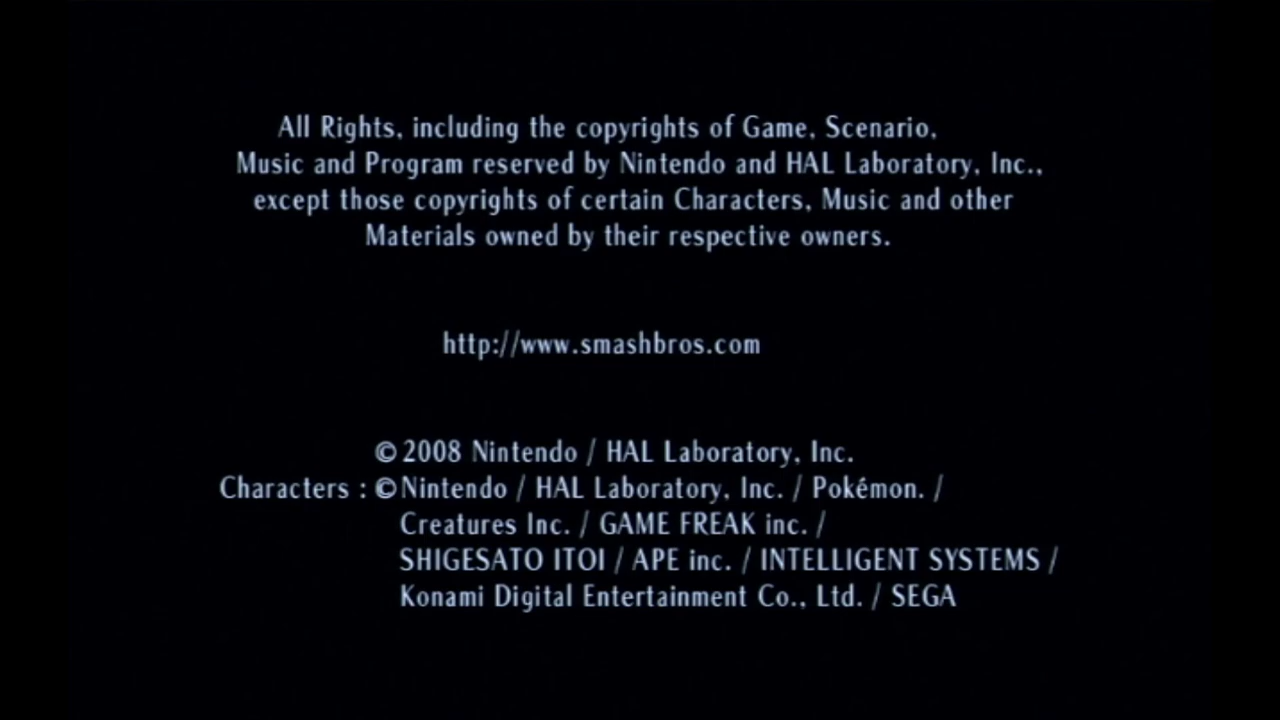 All Rights, including the copyrights of Game, Scenario,
Music and Program reserved by Nintendo and HAL Laboratory, Inc.,
except those copyrights of certain Characters, Music and other
Materials owned by their respective owners.
http://www.smashbros.com
©2008 Nintendo / HAL Laboratory, Inc.
Characters : ©Nintendo / HAL Laboratory, Inc. / Pokémon. /
Creatures Inc. / GAME FREAK inc. /
SHIGESATO ITOI / APE inc. / INTELLIGENT SYSTEMS /
Konami Digital Entertainment Co., Ltd. / SEGA